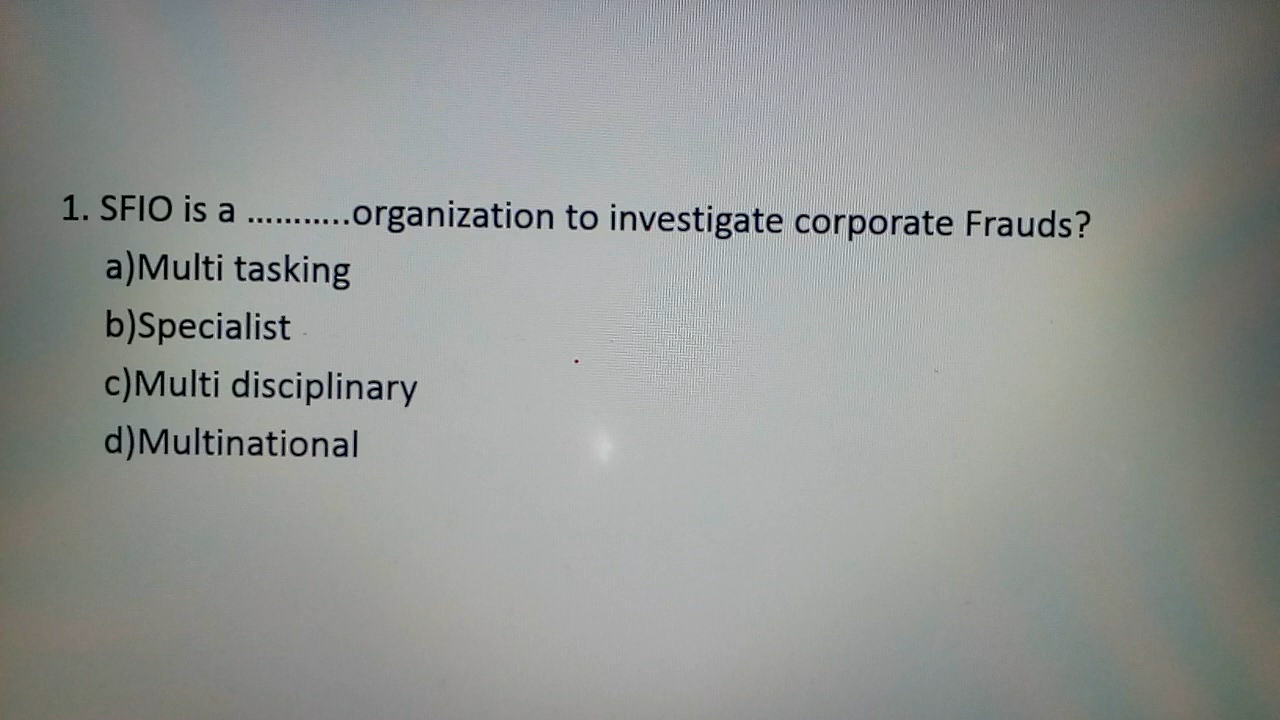 1. SFIO is a ...........organization to investigate corporate Frauds?
a)Multi tasking
b)Specialist
c)Multi disciplinary
d)Multinational